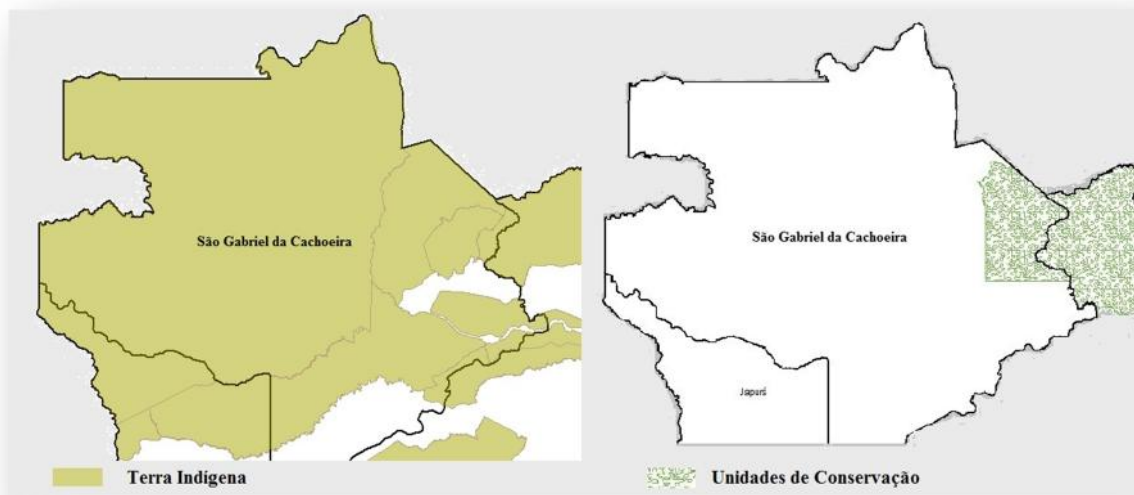 São Gabriel da Cachoeira
Terra Indígena
São Gabriel da Cachoeira
Japurá
Unidades de Conservação